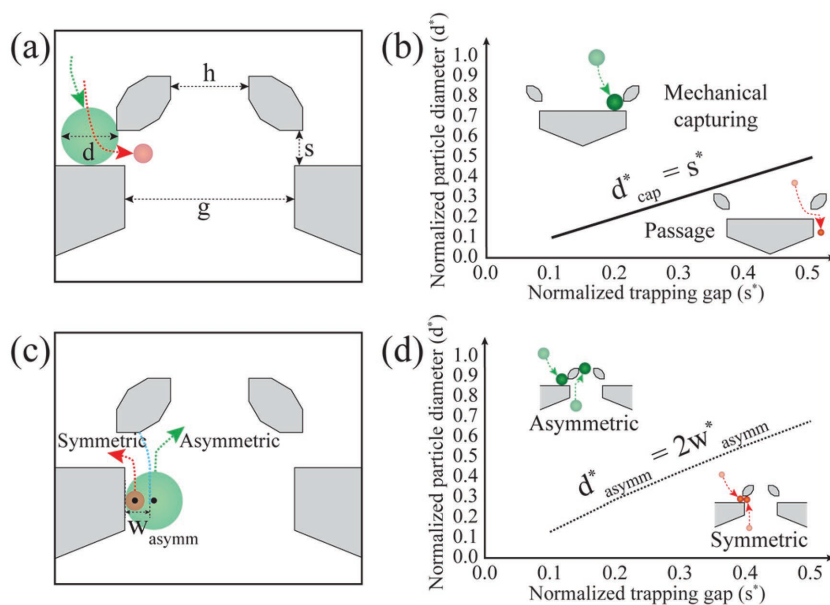 (a)
h
d
s
g
(b)
Normalized particle diameter (d*)
1.0
0.9
0.8
0.7
0.6
0.5
0.4
0.3
0.2
0.1
0.0
Mechanical
capturing
d*cap = s*
Passage
0.0 0.1 0.2 0.3 0.4 0.5
Normalized trapping gap (s*)
(c)
Symmetric
Asymmetric
wasymm
(d)
Normalized particle diameter (d*)
1.0
0.9
0.8
0.7
0.6
0.5
0.4
0.3
0.2
0.1
0.0
Asymmetric
d*asymm = 2w*asymm
Symmetric
0.0 0.1 0.2 0.3 0.4 0.5
Normalized trapping gap (s*)